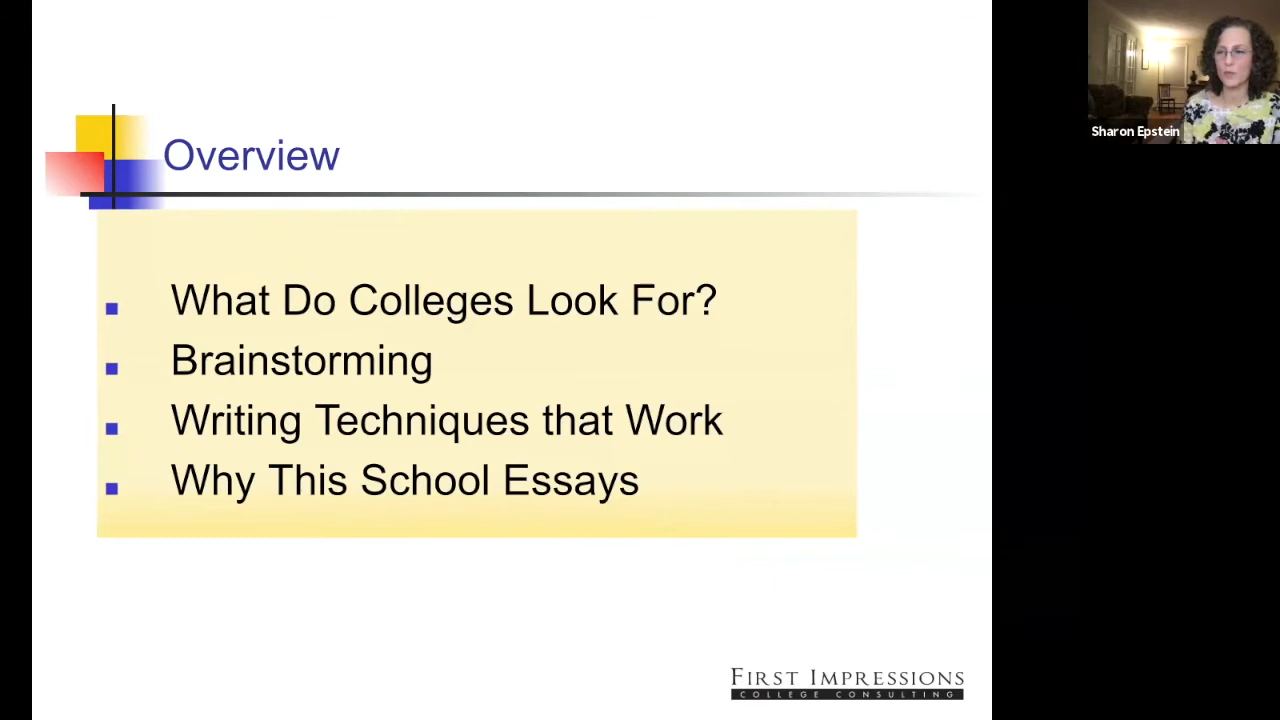 Overview
What Do Colleges Look For?
Brainstorming
Writing Techniques that Work
Why This School Essays
FIRST IMPRESSIONS
COLLEGE CONSULTING
Sharon Epstein